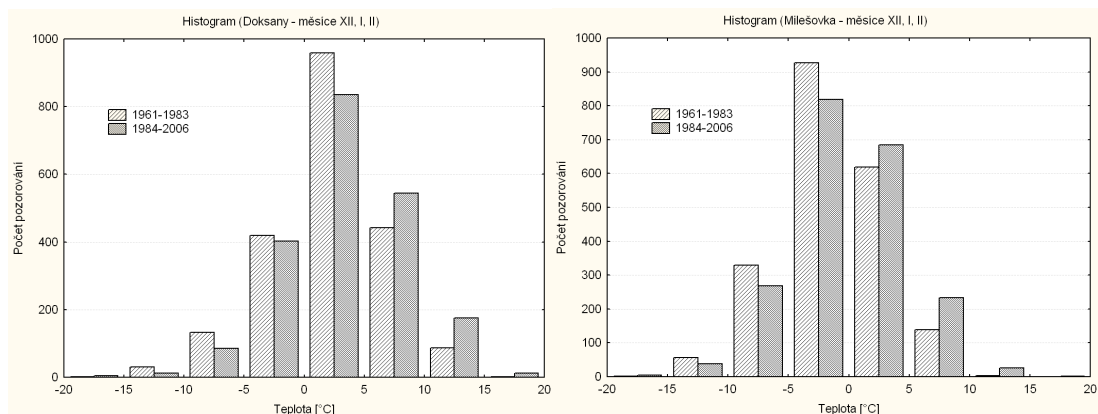 Histogram (Doksany - měsíce XII, I, II)
1000
800
600
400
200
0
Počet pozorování
1961-1983
1984-2006
-20 -15 -10 -5 0 5 10 15 20
Teplota [°C]
Histogram (Milešovka - měsíce XII, I, II)
1000
900
800
700
600
500
400
300
200
100
0
Počet pozorování
1961-1983
1984-2006
-20 -15 -10 -5 0 5 10 15 20
Teplota [°C]